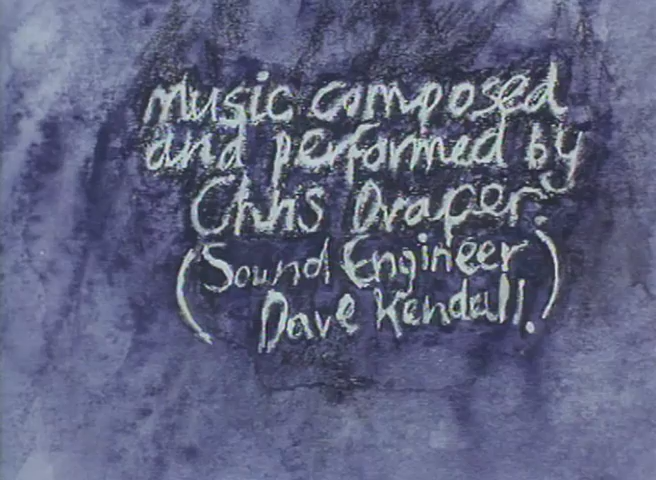 music composed
and performed by
Chris Draper.
(Sound Engineer
Dave Kendall.)